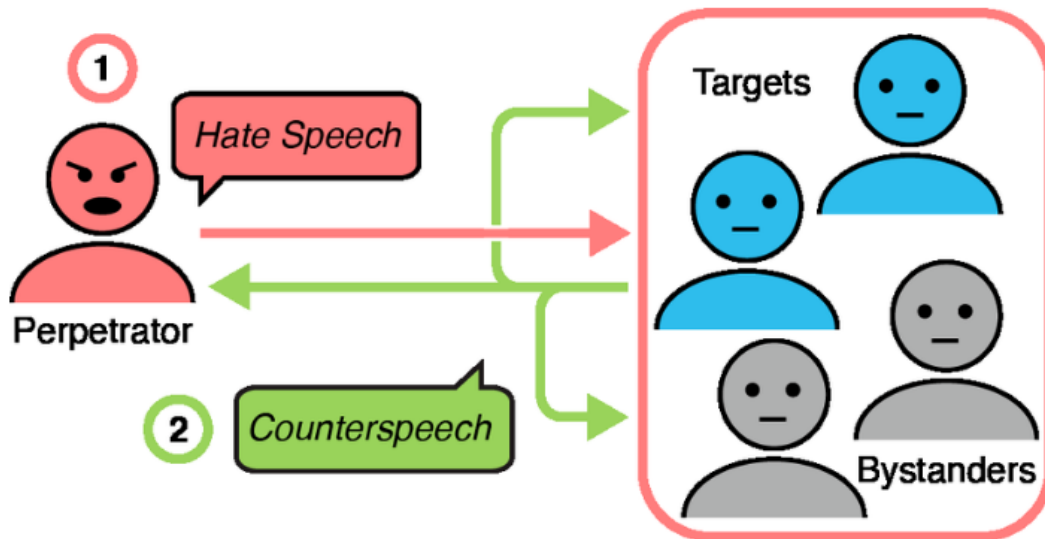 1
Hate Speech
Targets
Perpetrator
2
Counterspeech
Bystanders